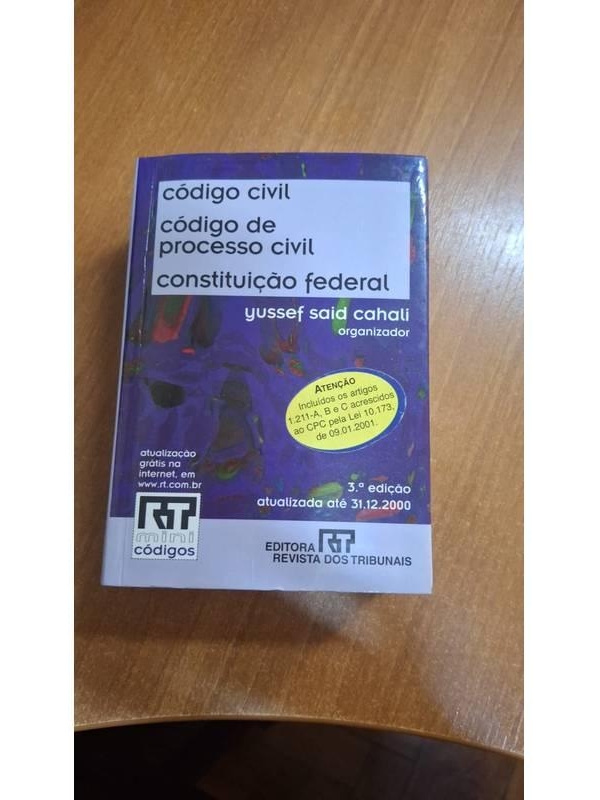 código civil
código de
processo civil
constituição federal
yussef said cahali
organizador
ATENÇÃO
Incluídos os artigos
1.211-A, B e C acrescidos
ao CPC pela Lei 10.173,
de 09.01.2001.
atualização
grátis na
internet, em
www.rt.com.br
3.ª edição
atualizada até 31.12.2000
RT
mini
códigos
EDITORA RT
REVISTA DOS TRIBUNAIS